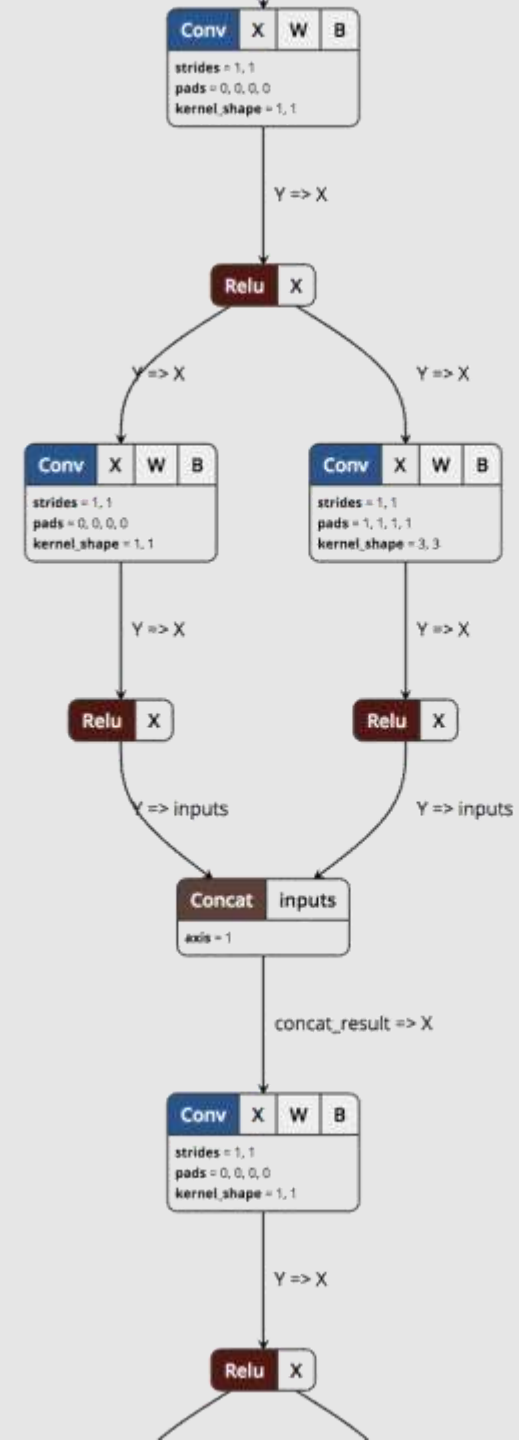 Conv X W B
strides = 1, 1
pads = 0, 0, 0, 0
kernel_shape = 1, 1
Y => X
Relu X
Y => X Y => X
Conv X W B Conv X W B
strides = 1, 1 strides = 1, 1
pads = 0, 0, 0, 0 pads = 1, 1, 1, 1
kernel_shape = 1, 1 kernel_shape = 3, 3
Y => X Y => X
Relu X Relu X
Y => inputs Y => inputs
Concat inputs
axis = 1
concat_result => X
Conv X W B
strides = 1, 1
pads = 0, 0, 0, 0
kernel_shape = 1, 1
Y => X
Relu X